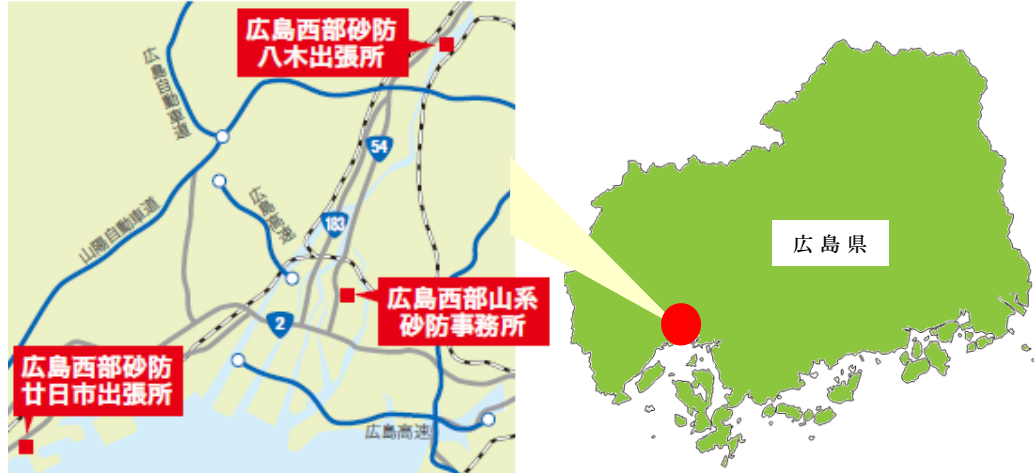 広島西部砂防
八木出張所
広島自動車道
54
広島高速
183
山陽自動車道
広島県
広島西部山系
砂防事務所
2
広島西部砂防
廿日市出張所
広島高速